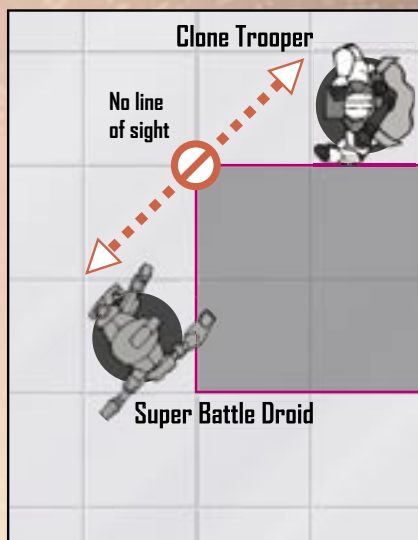 Clone Trooper
No line
of sight
Super Battle Droid